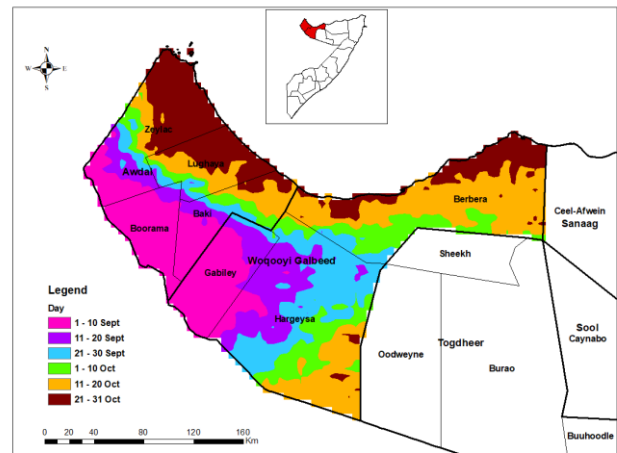 N
W E
S
Zeylac
Lughaya
Awdal
Baki
Boorama
Gabiley
Woqooyi Galbeed
Hargeysa
Berbera
Ceel-Afwein
Sanaag
Sheekh
Oodweyne
Togdheer
Burao
Sool
Caynabo
Buuhoodle
Legend
Day
1 - 10 Sept
11 - 20 Sept
21 - 30 Sept
1 - 10 Oct
11 - 20 Oct
21 - 31 Oct
0 20 40 80 120 160
Km